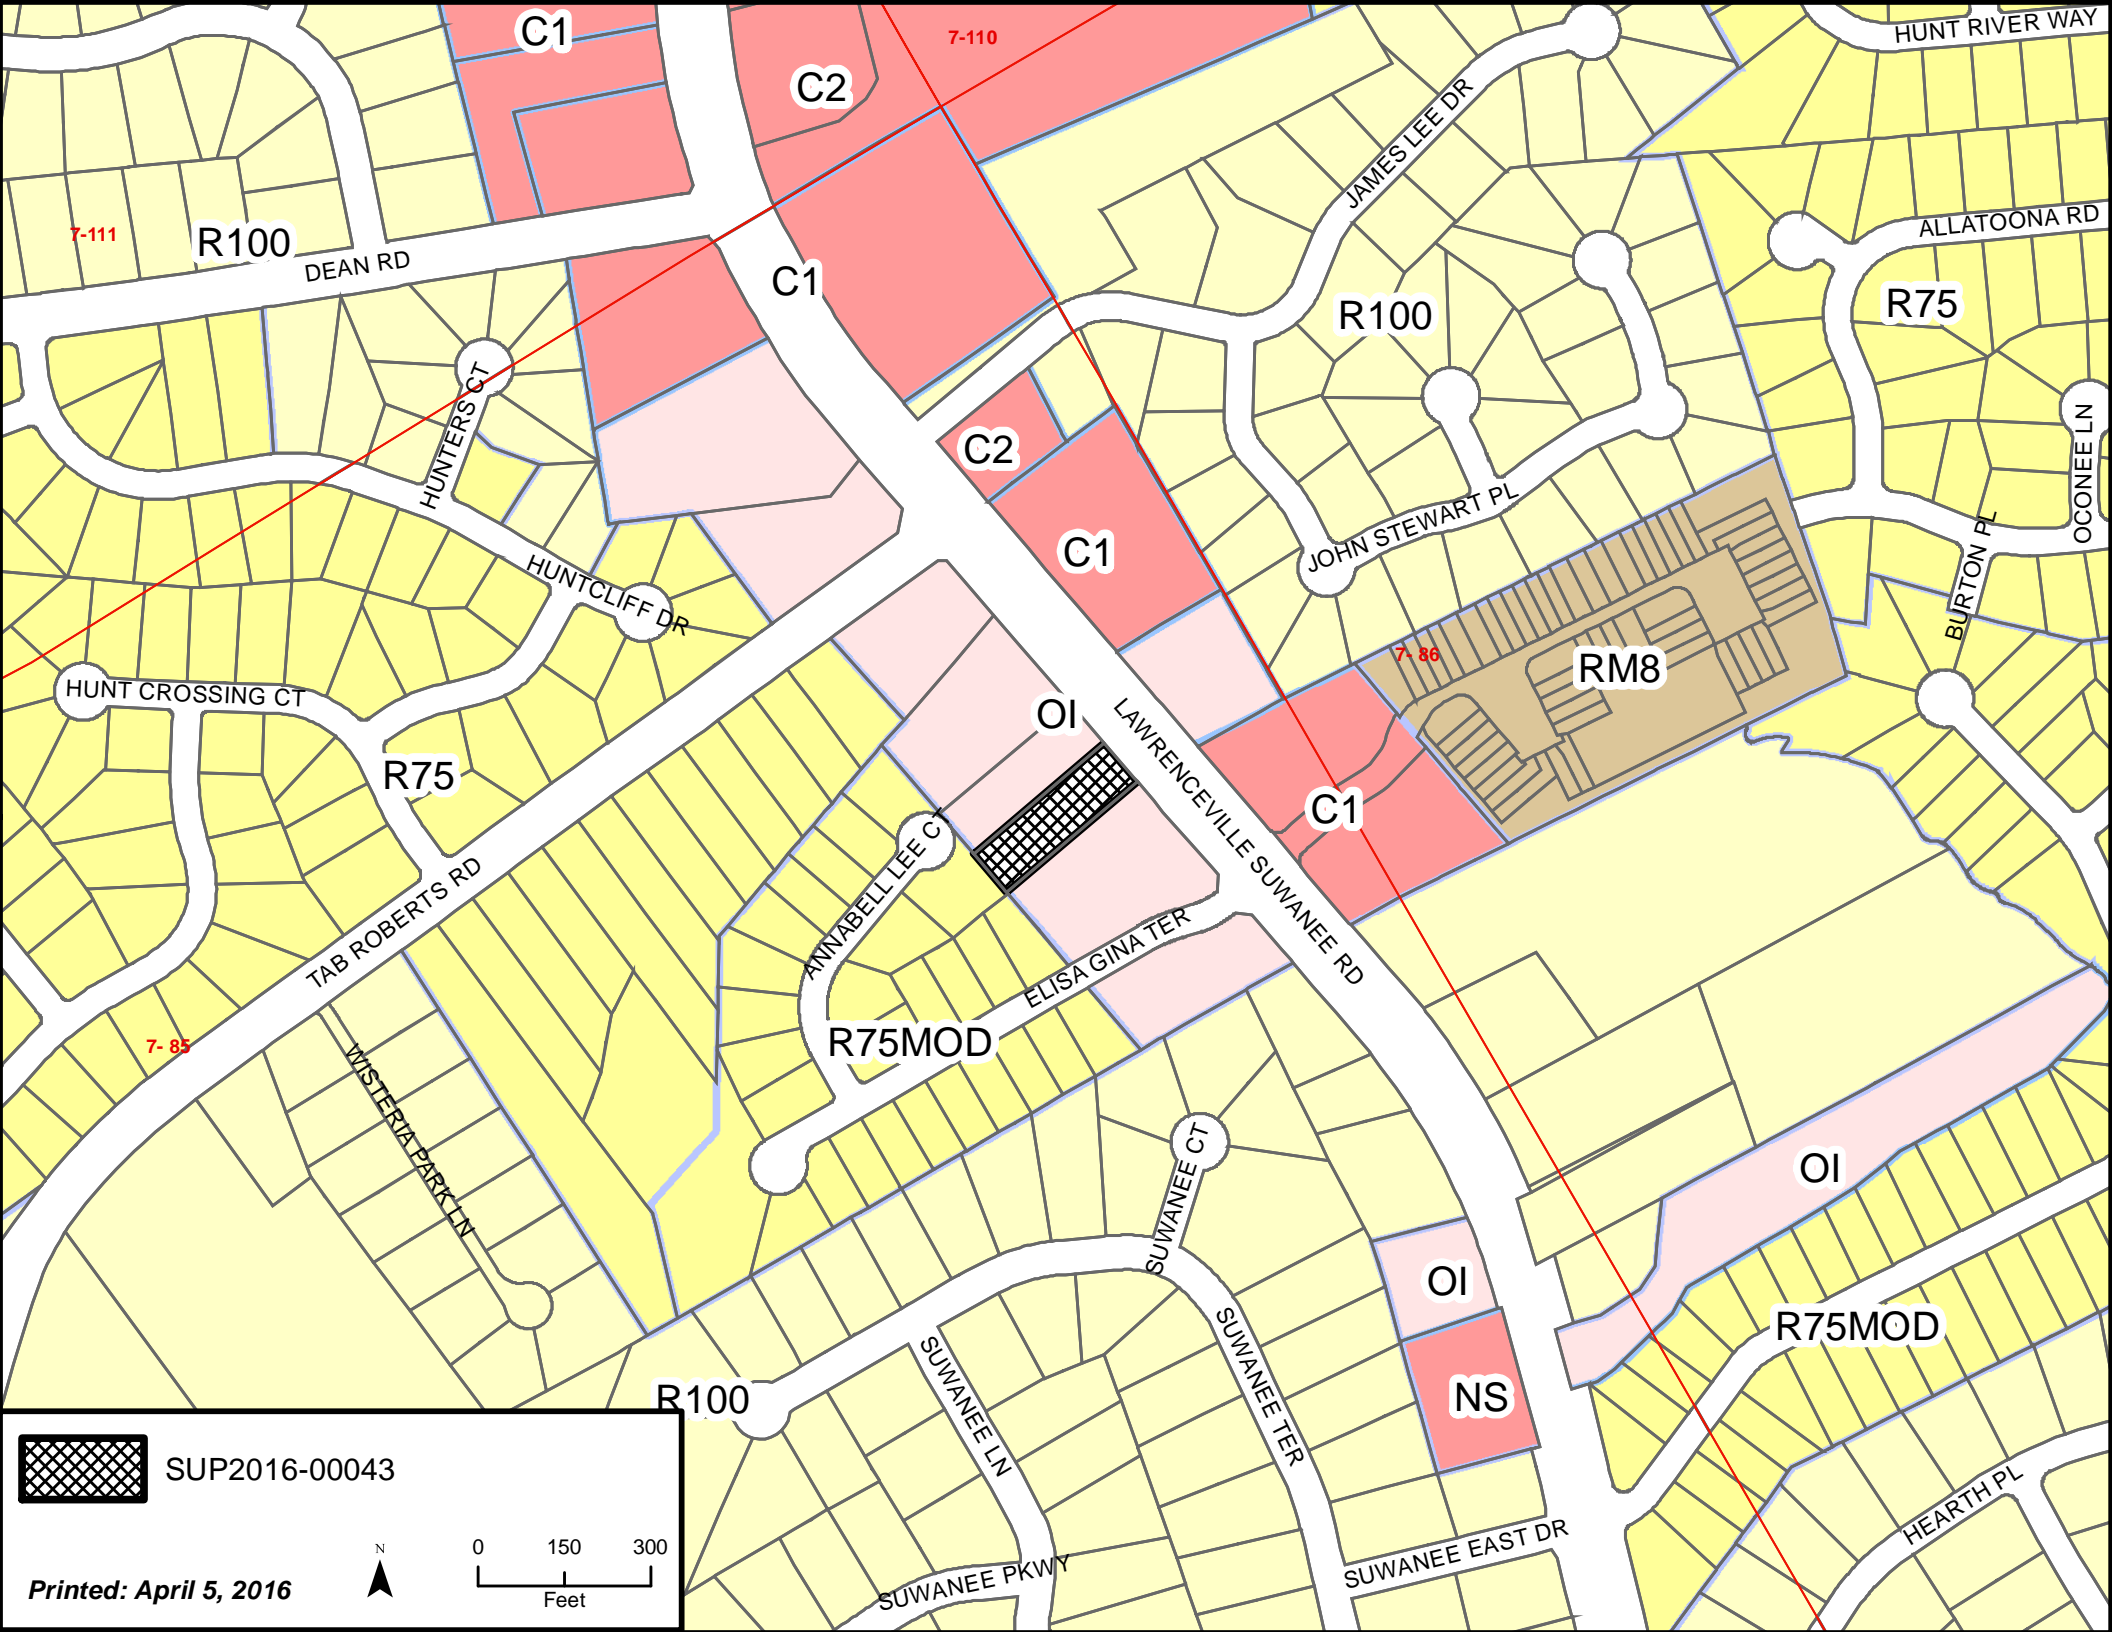 C1
7-110
HUNT RIVER WAY
C2
JAMES LEE DR
7-111
R100
DEAN RD
C1
ALLATOONA RD
R100
R75
HUNTERS CT
C2
OCONEE LN
C1
JOHN STEWART PL
BURTON PL
HUNTCLIFF DR
7- 86
RM8
HUNT CROSSING CT
OI
LAWRENCEVILLE SUWANEE RD
R75
C1
ANNABELL LEE CT
TAB ROBERTS RD
ELISA GINA TER
R75MOD
7- 85
WISTERIA PARK LN
SUWANEE CT
OI
OI
R75MOD
SUWANEE TER
SUWANEE LN
R100
NS
SUP2016-00043
HEARTH PL
SUWANEE EAST DR
SUWANEE PKWY
N
0 150 300
Feet
Printed: April 5, 2016